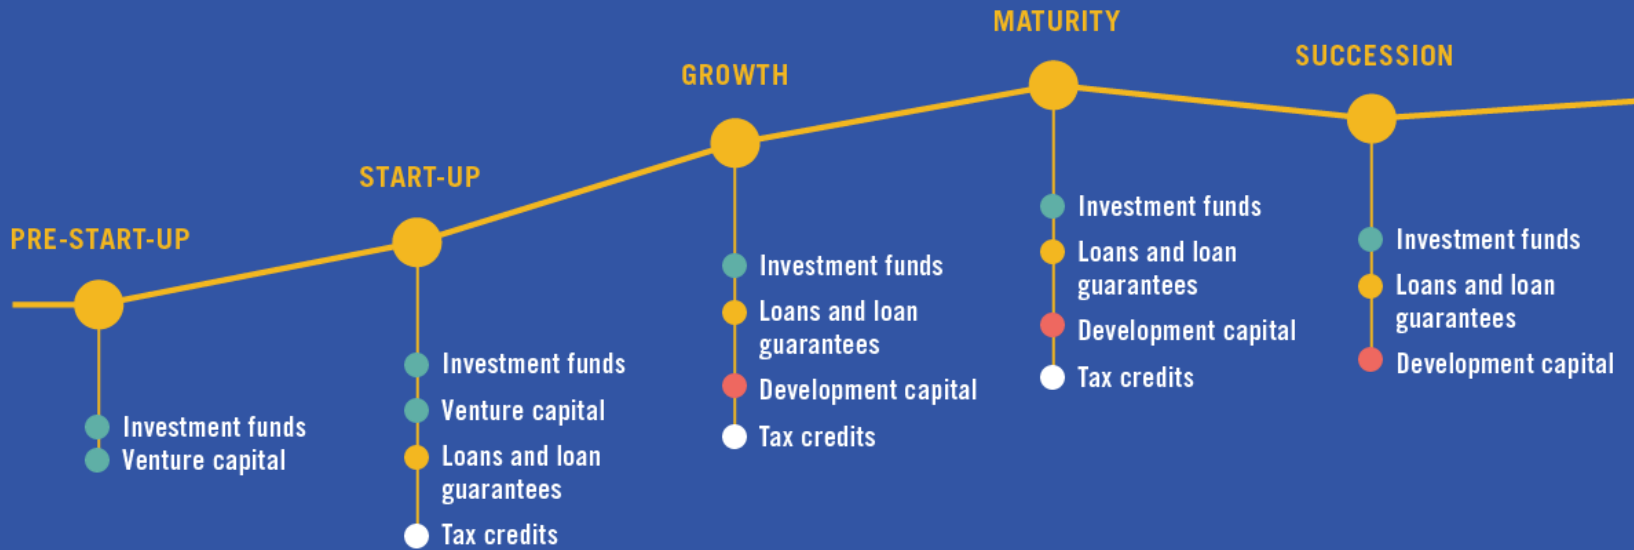 PRE-START-UP
Investment funds
Venture capital
START-UP
Investment funds
Venture capital
Loans and loan
guarantees
Tax credits
GROWTH
Investment funds
Loans and loan
guarantees
Development capital
Tax credits
MATURITY
Investment funds
Loans and loan
guarantees
Development capital
Tax credits
SUCCESSION
Investment funds
Loans and loan
guarantees
Development capital